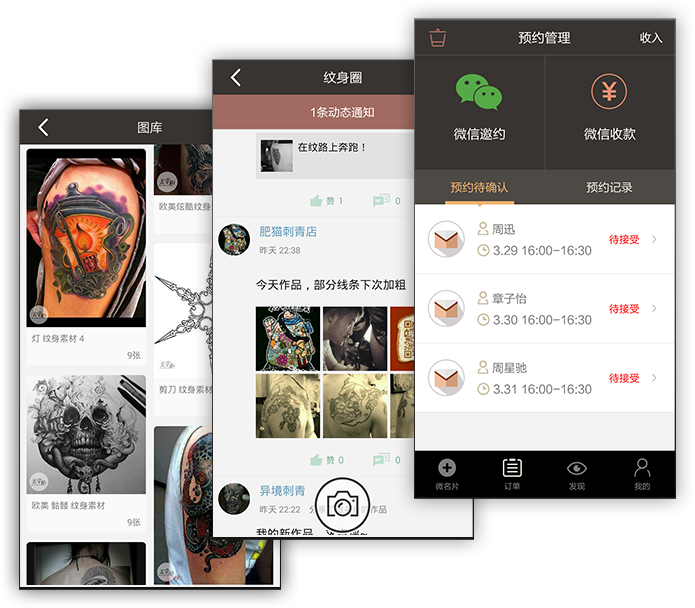 图库
欧美炫酷纹身
灯 纹身素材 4
9张
剪刀 纹身素材
欧美 骷髅 纹身素材
9张
纹身圈
1条动态通知
在纹路上奔跑！
赞 1
0
肥猫刺青店
昨天 22:38
今天作品，部分线条下次加粗
赞 0
0
异境刺青
昨天 22:22
作品
我的新作品
预约管理
收入
微信邀约
微信收款
预约待确认
预约记录
周迅
3.29 16:00-16:30
待接受
章子怡
3.30 16:00-16:30
待接受
周星驰
3.31 16:00-16:30
待接受
微名片
订单
发现
我的